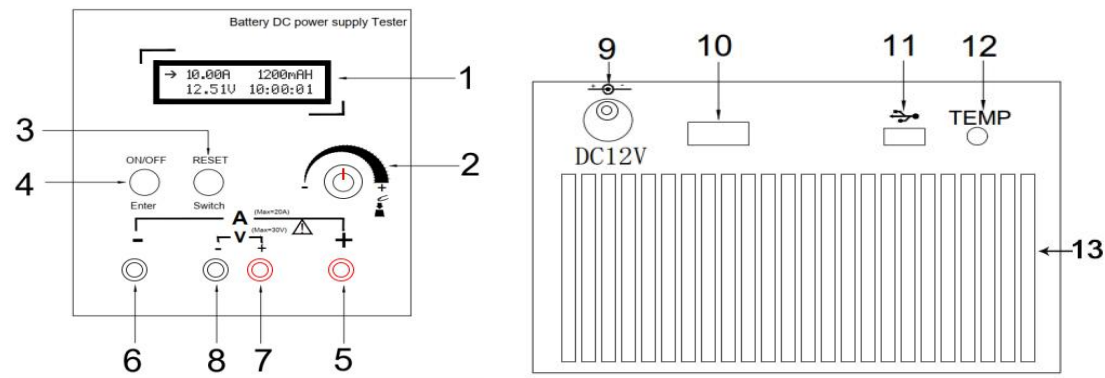 Battery DC power supply Tester
→ 10.00A 1200mAH
12.51V 10:00:01
1
3
2
ON/OFF
RESET
4
Enter
Switch
- +
A (Max=20A)
V (Max=30V)
- - + +
6 8 7 5
9 10 11 12
+ -
TEMP
DC12V
13